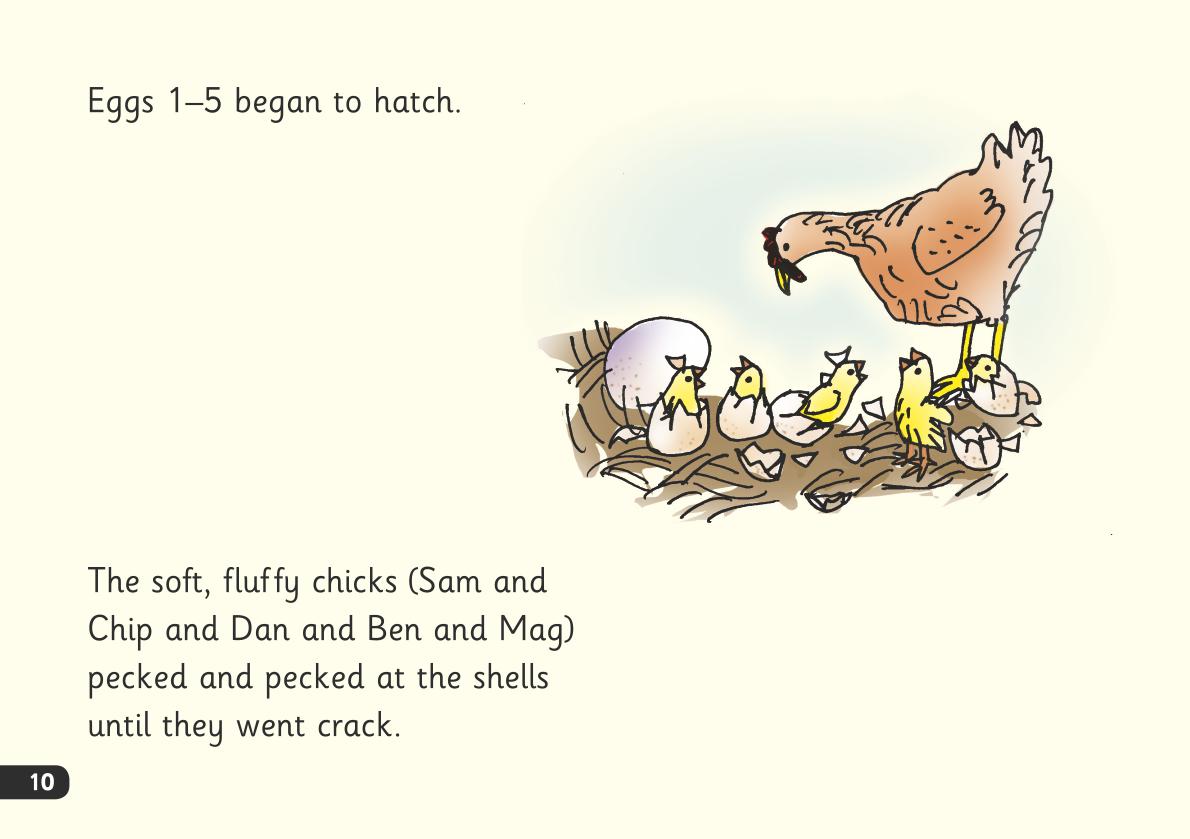 Eggs 1–5 began to hatch.
The soft, fluffy chicks (Sam and
Chip and Dan and Ben and Mag)
pecked and pecked at the shells
until they went crack.
10